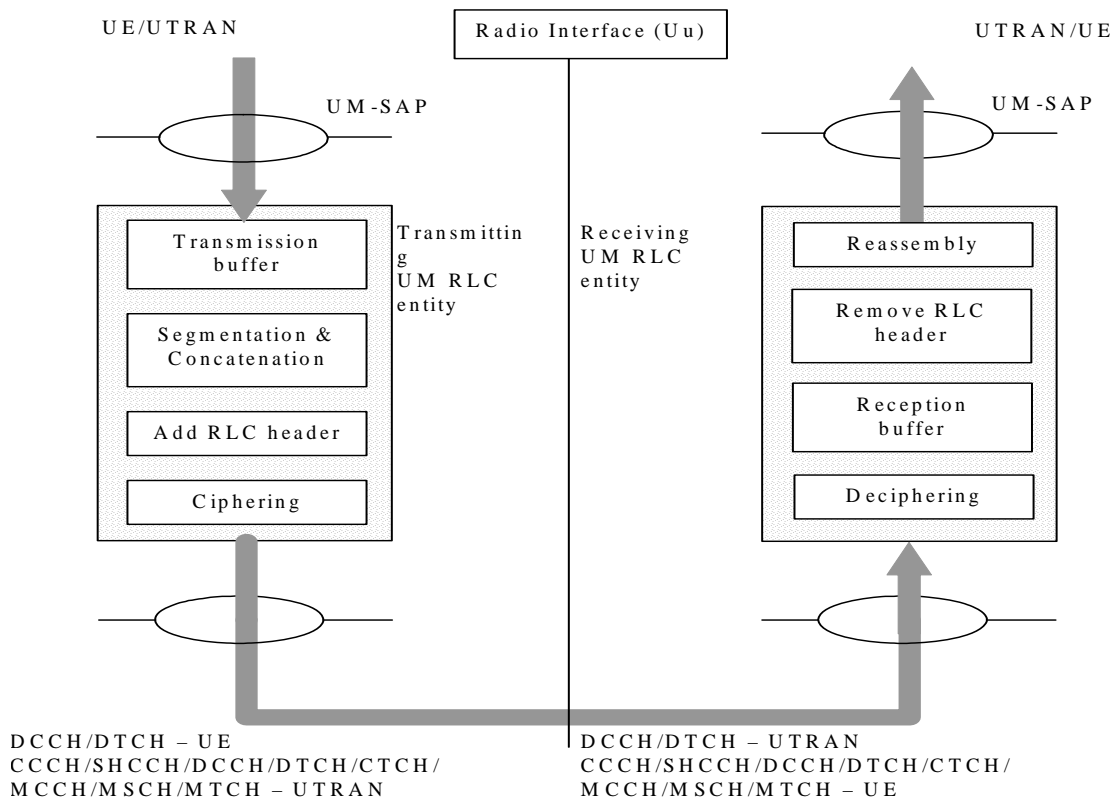 UE/UTRAN
Radio Interface (Uu)
UTRAN/UE
UM-SAP
UM-SAP
Transmission
buffer
Segmentation &
Concatenation
Add RLC header
Ciphering
Transmittin
g
UM RLC
entity
Receiving
UM RLC
entity
Reassembly
Remove RLC
header
Reception
buffer
Deciphering
DCCH/DTCH – UE
CCCH/SHCCH/DCCH/DTCH/CTCH/
MCCH/MSCH/MTCH – UTRAN
DCCH/DTCH – UTRAN
CCCH/SHCCH/DCCH/DTCH/CTCH/
MCCH/MSCH/MTCH – UE